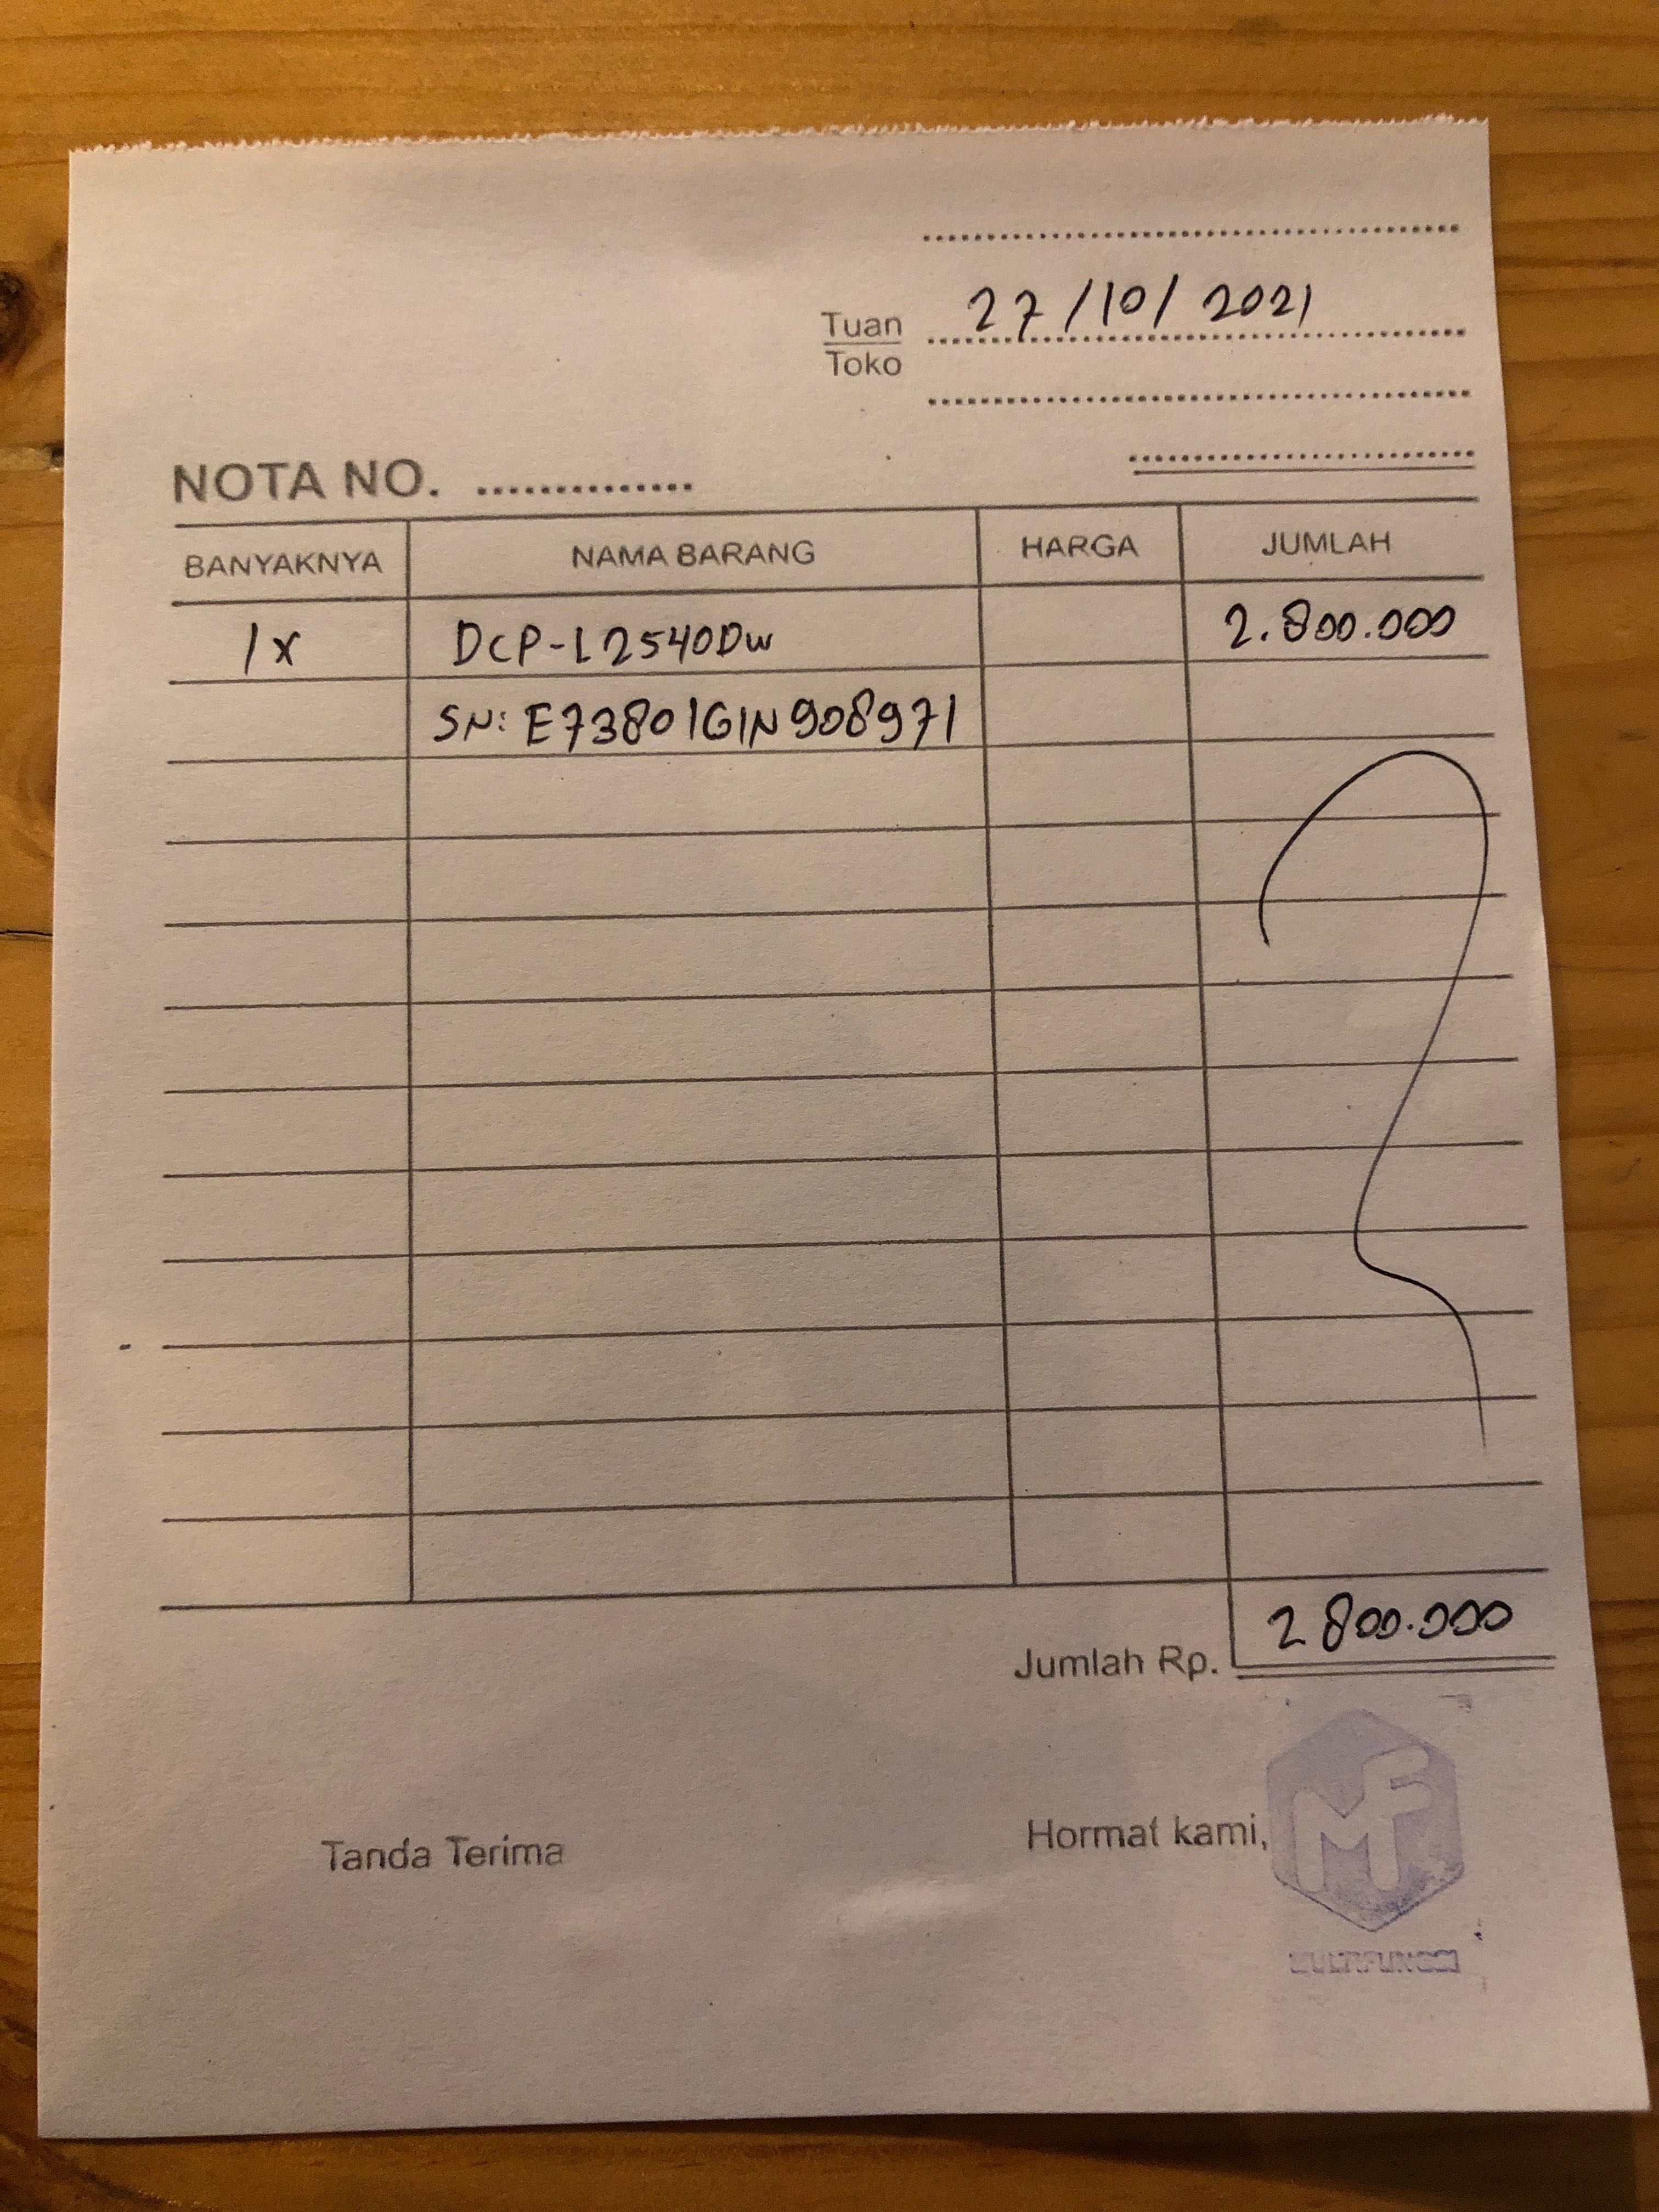 27/10/2021
Tuan
Toko
NOTA NO. ..............
BANYAKNYA NAMA BARANG HARGA JUMLAH
1x DCP-L2540DW 2.800.000
SN: E73801G1N908971
Jumlah Rp. 2 800.000
Tanda Terima Hormat kami,
MF
MULTIFUNGSI